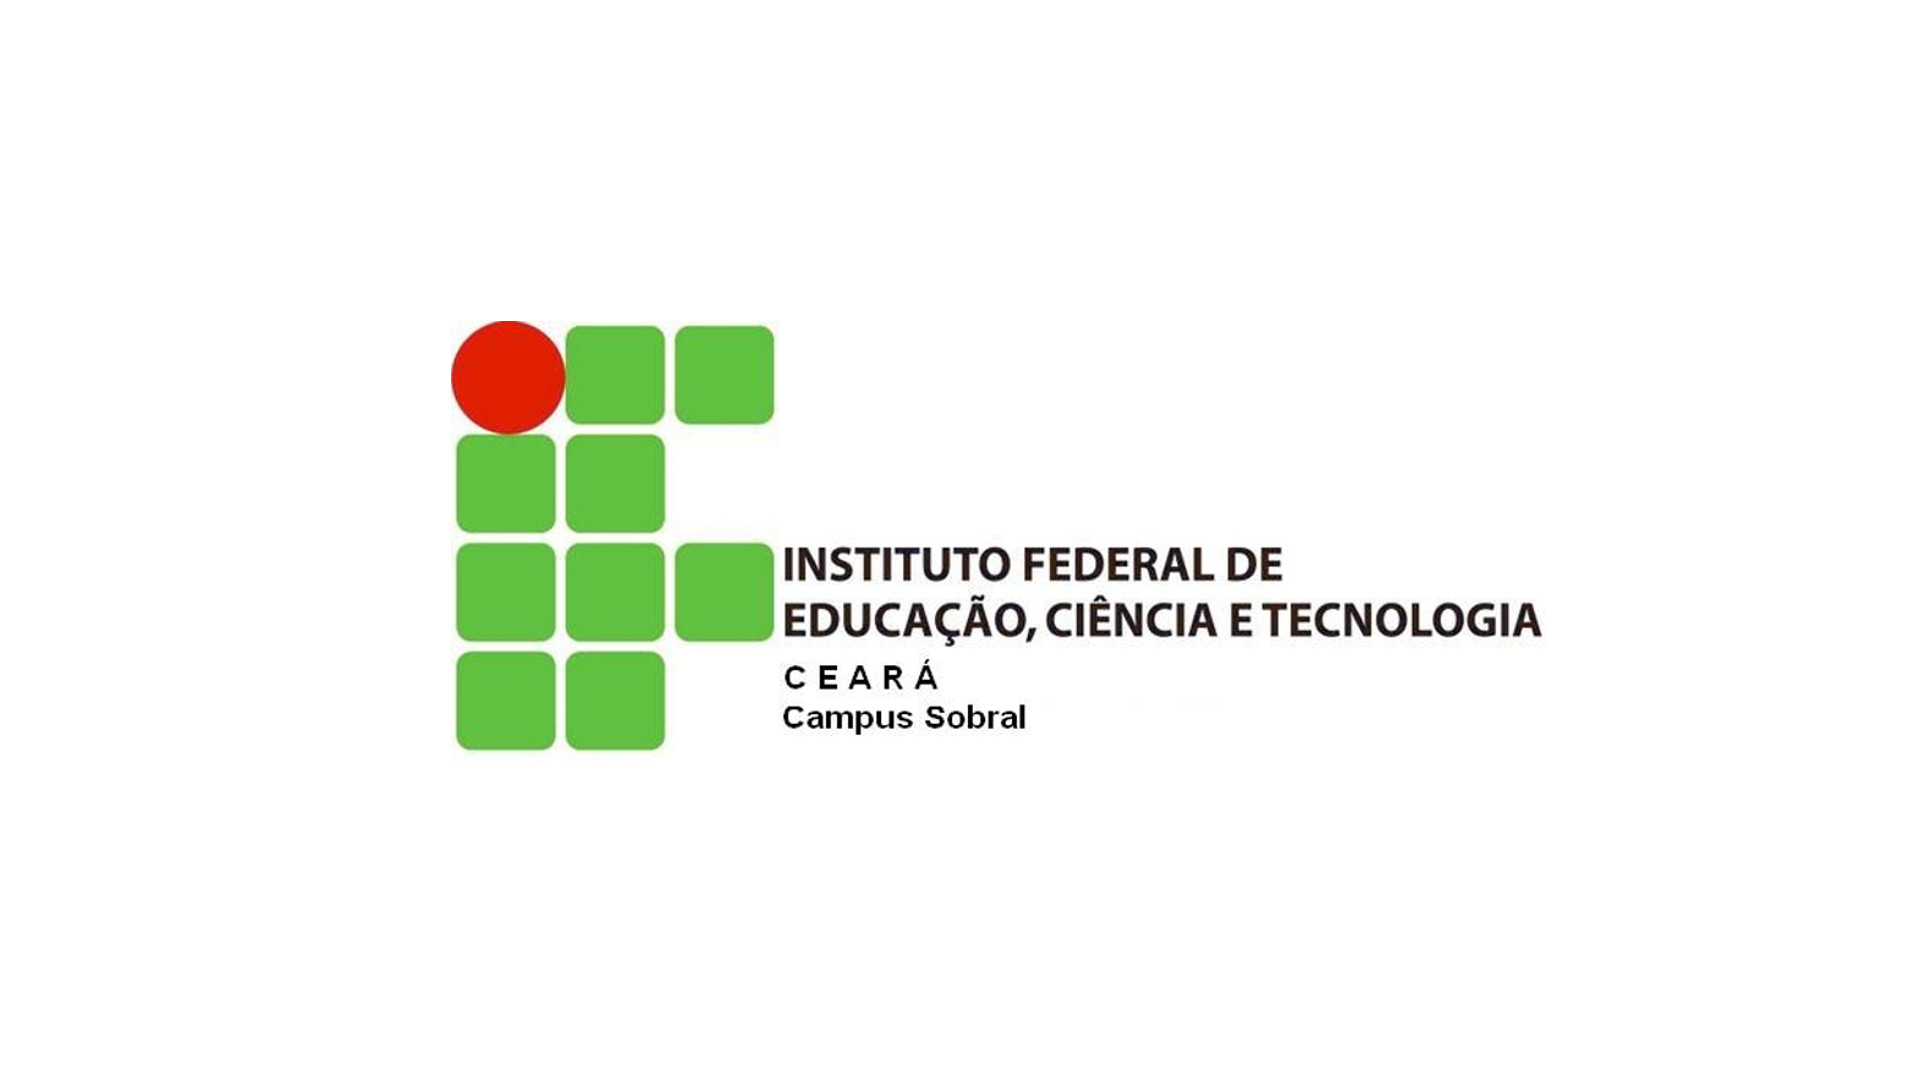 INSTITUTO FEDERAL DE
EDUCAÇÃO, CIÊNCIA E TECNOLOGIA
C E A R Á
Campus Sobral